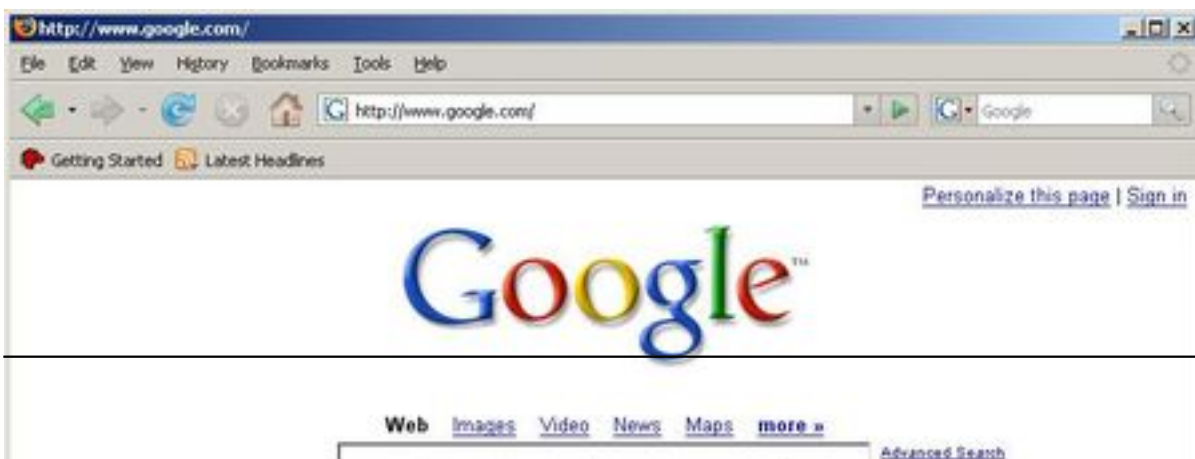 http://www.google.com/
File Edit View History Bookmarks Tools Help
http://www.google.com/ Google
Getting Started Latest Headlines
Personalize this page | Sign in
Google™
Web Images Video News Maps more »
Advanced Search